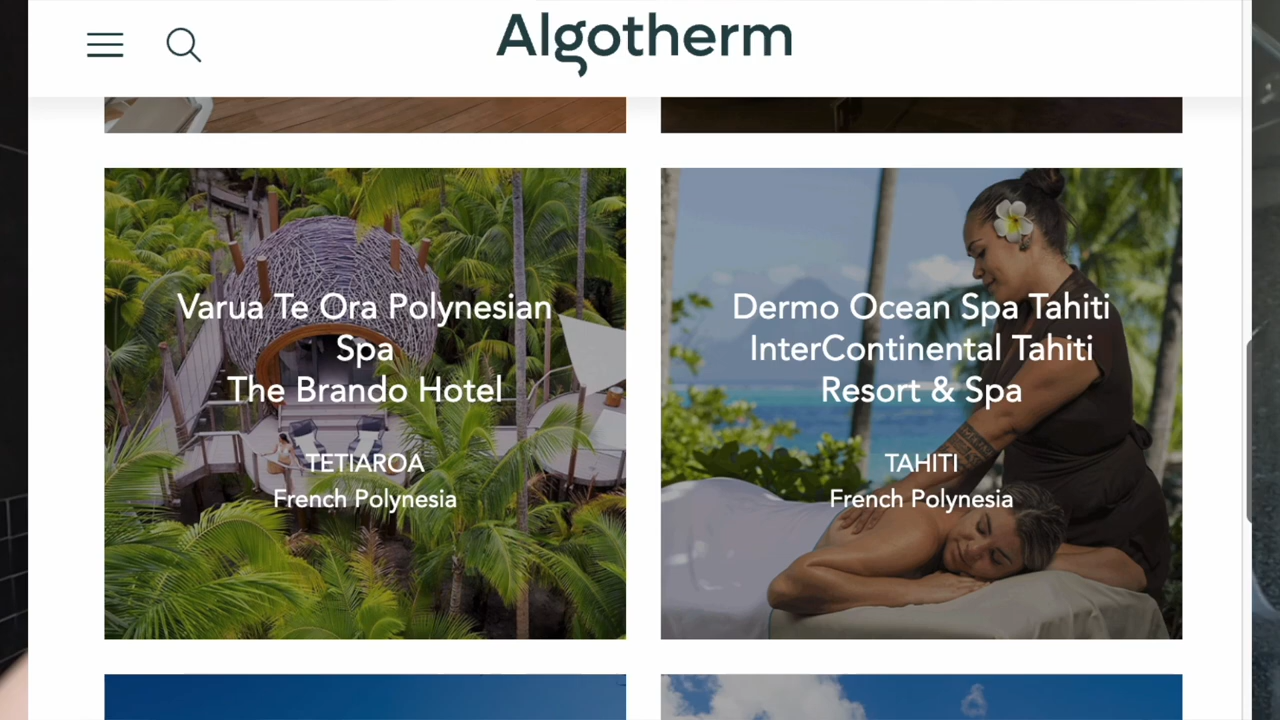 Algotherm
Varua Te Ora Polynesian
Spa
The Brando Hotel
TETIAROA
French Polynesia
Dermo Ocean Spa Tahiti
InterContinental Tahiti
Resort & Spa
TAHITI
French Polynesia